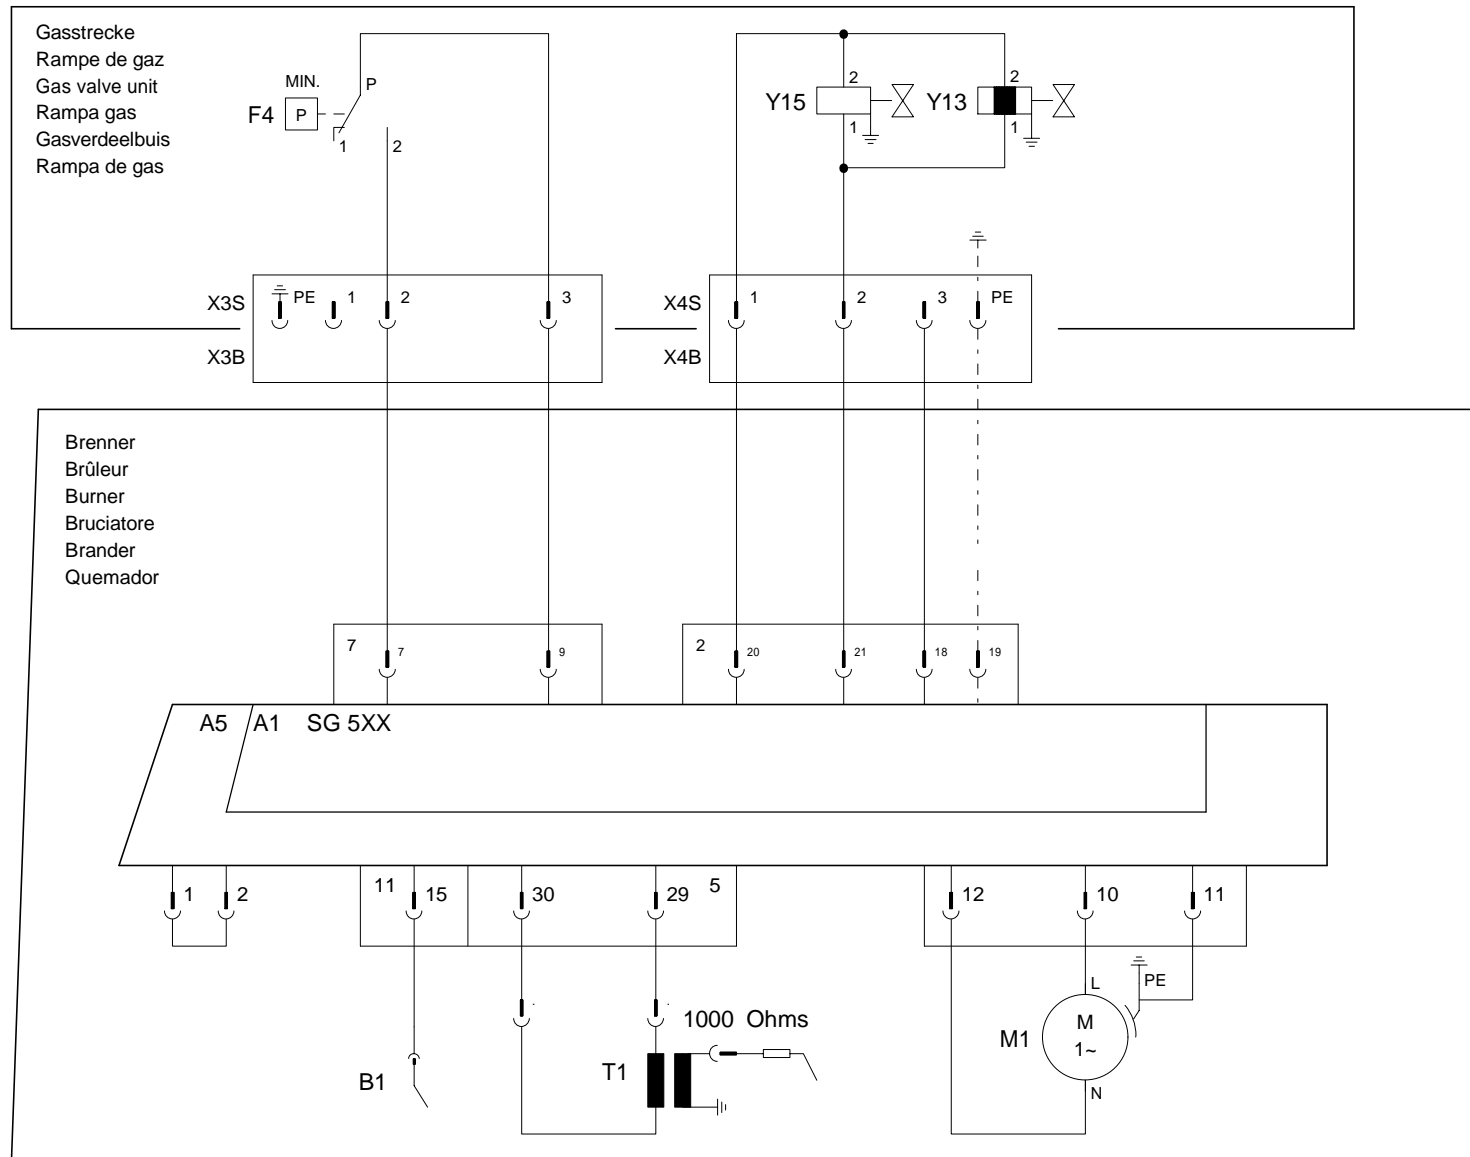 Gasstrecke
Rampe de gaz
Gas valve unit
Rampa gas
Gasverdeelbuis
Rampa de gas
MIN.
P
F4
P
1
2
Y15
2
1
Y13
2
1
X3S
PE
1
2
3
X3B
X4S
1
2
3
PE
X4B
Brenner
Brûleur
Burner
Bruciatore
Brander
Quemador
7
7
9
2
20
21
18
19
A5
A1
SG 5XX
1
2
11
15
30
29
5
12
10
11
B1
T1
1000 Ohms
L
PE
M1
M
1~
N